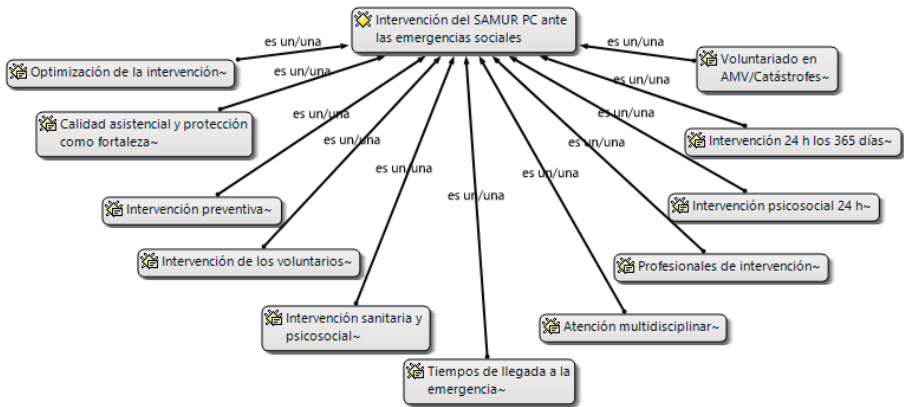 Intervención del SAMUR PC ante
las emergencias sociales
es un/una
es un/una
Optimización de la intervención~
Voluntariado en
AMV/Catástrofes~
es un/una
es un/una
Calidad asistencial y protección
como fortaleza~
es un/una
es un/una
Intervención 24 h los 365 días~
es un/una
es un/una
es un/una
es un/una
es un/una
Intervención preventiva~
Intervención psicosocial 24 h~
Intervención de los voluntarios~
Profesionales de intervención~
Intervención sanitaria y
psicosocial~
Atención multidisciplinar~
Tiempos de llegada a la
emergencia~